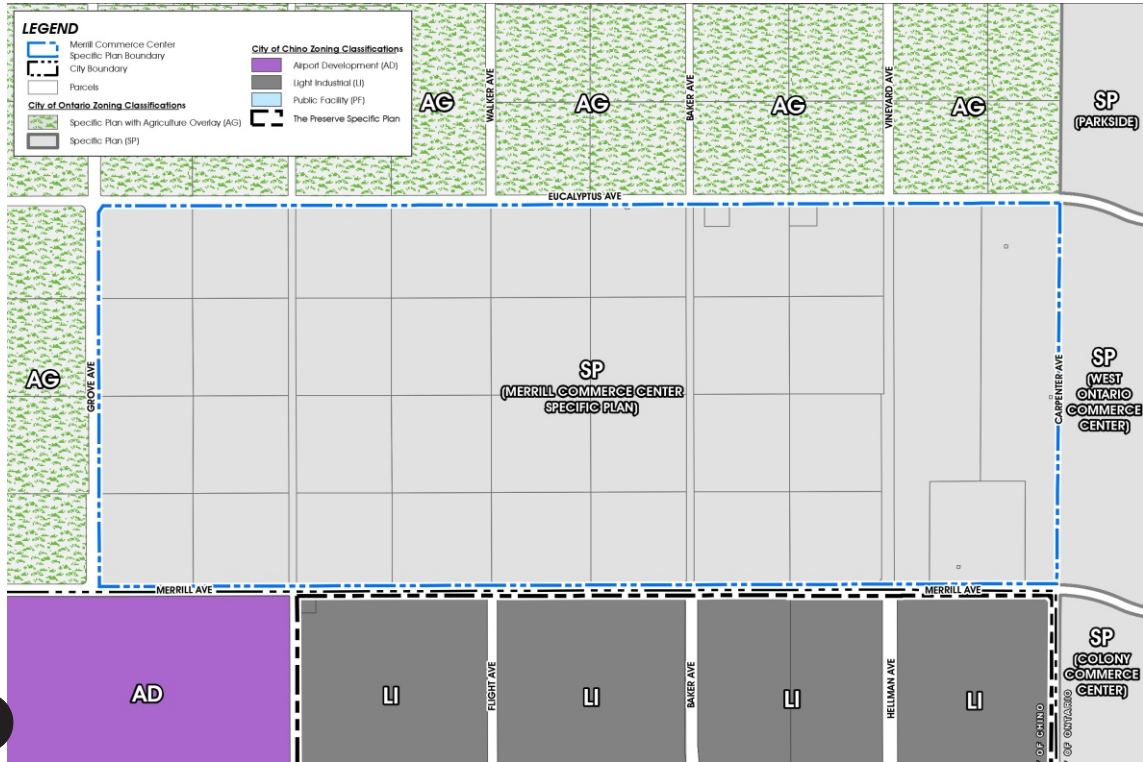 LEGEND
Merrill Commerce Center
Specific Plan Boundary
City Boundary
Parcels
City of Ontario Zoning Classifications
Specific Plan with Agriculture Overlay (AG)
Specific Plan (SP)
City of Chino Zoning Classifications
Airport Development (AD)
Light Industrial (LI)
Public Facility (PF)
The Preserve Specific Plan
AG
WALKER AVE
AG
BAKER AVE
AG
VINEYARD AVE
AG
SP
(PARKSIDE)
EUCALYPTUS AVE
AG
GROVE AVE
SP
(MERRILL COMMERCE CENTER
SPECIFIC PLAN)
CARPENTER AVE
SP
(WEST
ONTARIO
COMMERCE
CENTER)
MERRILL AVE
MERRILL AVE
AD
LI
FLIGHT AVE
LI
BAKER AVE
LI
HELLMAN AVE
LI
SP
(COLONY
COMMERCE
CENTER)
OF CHINO
OF ONTARIO